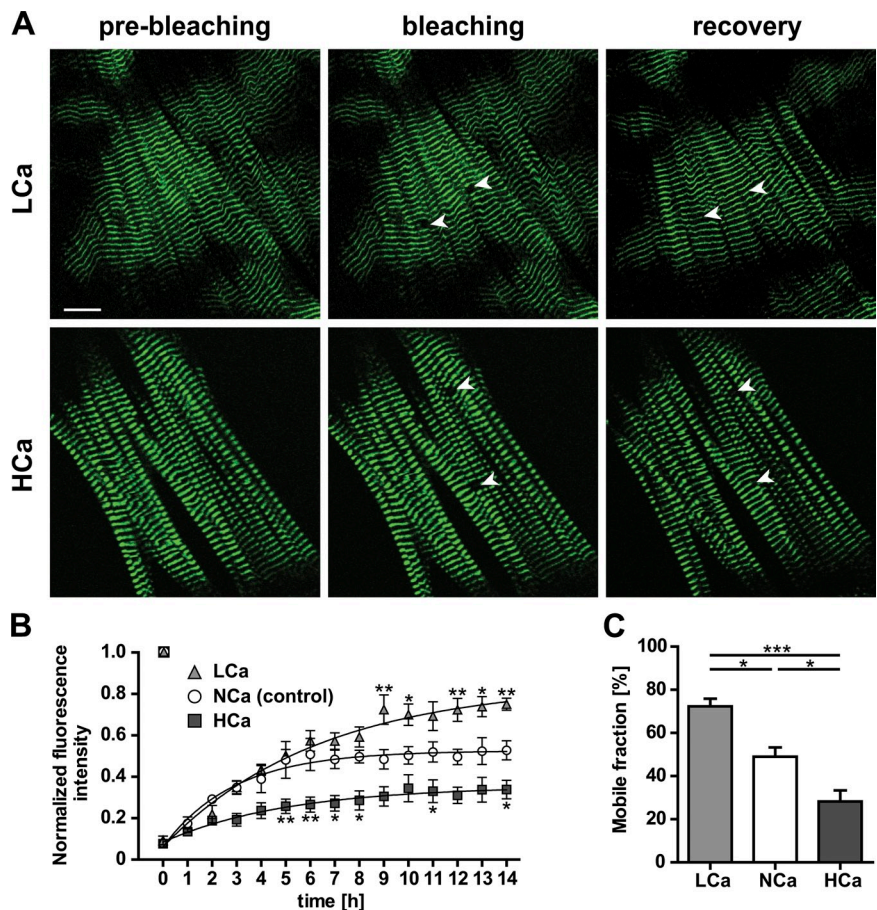 A
pre-bleaching bleaching recovery
LCa
HCa
B
Normalized fluorescence
intensity
1.0
0.8
0.6
0.4
0.2
0
LCa
NCa (control)
HCa
** * ** * **
** ** * * * *
0 1 2 3 4 5 6 7 8 9 10 11 12 13 14
time [h]
C
Mobile fraction [%]
100
80
60
40
20
0
***
* *
LCa NCa HCa